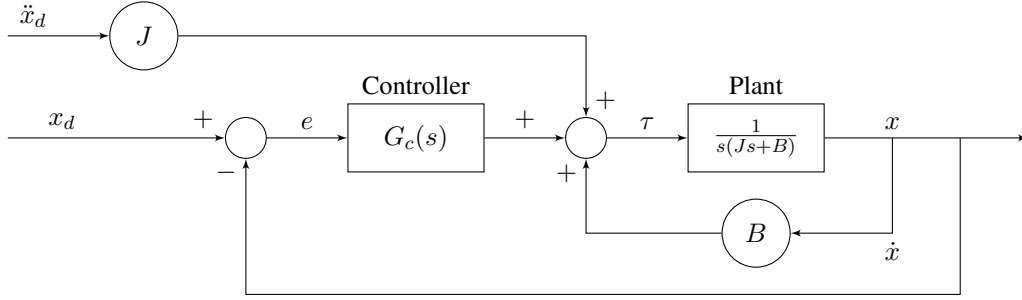 ẍ_d
J
Controller
Plant
x_d
+
e
G_c(s)
+
+
τ
1/s(Js+B)
x
−
+
B
ẋ